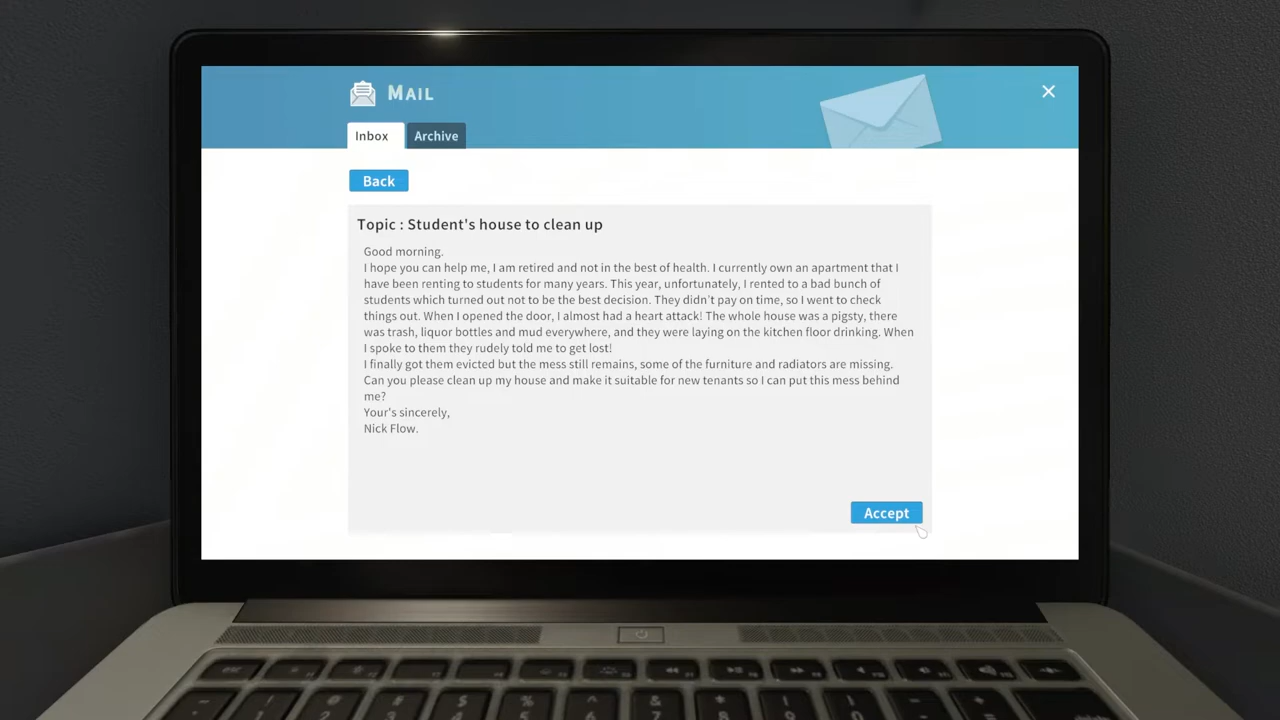 MAIL
Inbox
Archive
Back
Topic : Student's house to clean up
Good morning.
I hope you can help me, I am retired and not in the best of health. I currently own an apartment that I
have been renting to students for many years. This year, unfortunately, I rented to a bad bunch of
students which turned out not to be the best decision. They didn't pay on time, so I went to check
things out. When I opened the door, I almost had a heart attack! The whole house was a pigsty, there
was trash, liquor bottles and mud everywhere, and they were laying on the kitchen floor drinking. When
I spoke to them they rudely told me to get lost!
I finally got them evicted but the mess still remains, some of the furniture and radiators are missing.
Can you please clean up my house and make it suitable for new tenants so I can put this mess behind
me?
Your's sincerely,
Nick Flow.
Accept